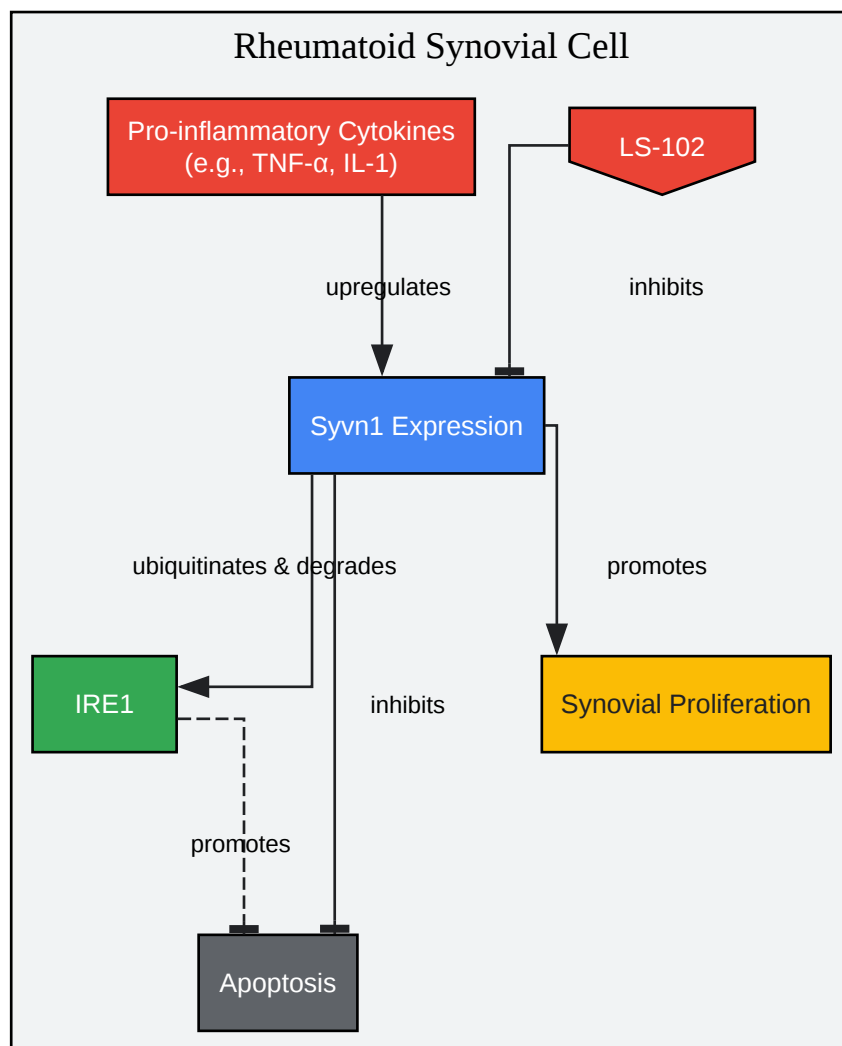 Rheumatoid Synovial Cell
Pro-inflammatory Cytokines
(e.g., TNF-α, IL-1)
LS-102
upregulates
inhibits
Syvn1 Expression
ubiquitinates & degrades
promotes
IRE1
inhibits
Synovial Proliferation
promotes
Apoptosis